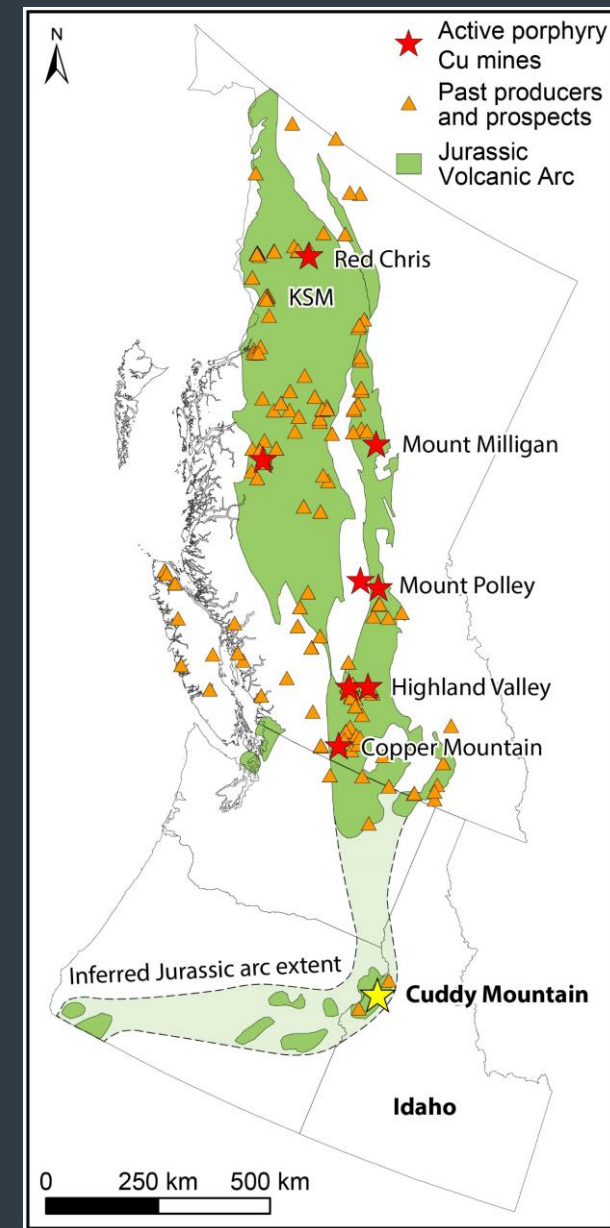 N
Active porphyry
Cu mines
Past producers
and prospects
Jurassic
Volcanic Arc
Red Chris
KSM
Mount Milligan
Mount Polley
Highland Valley
Copper Mountain
Inferred Jurassic arc extent
Cuddy Mountain
Idaho
0 250 km 500 km